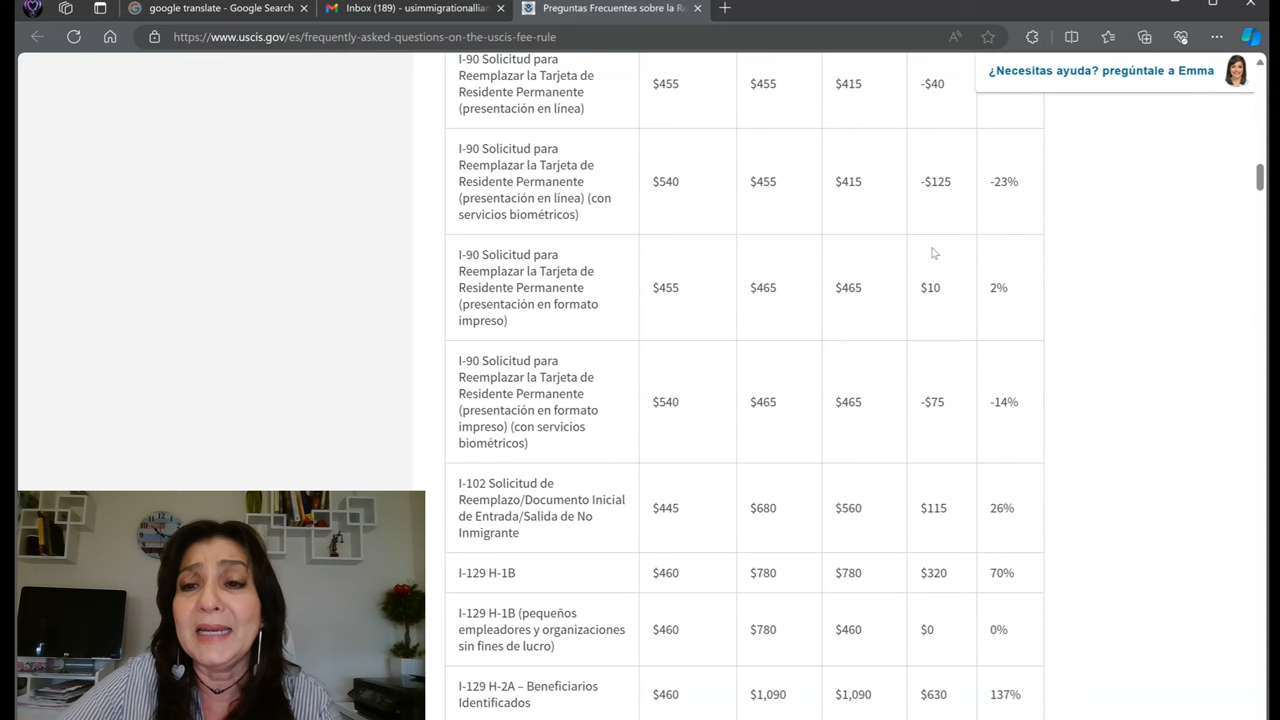 google translate - Google Search
Inbox (189) - usimmigrationallian
Preguntas Frecuentes sobre la Re
https://www.uscis.gov/es/frequently-asked-questions-on-the-uscis-fee-rule
¿Necesitas ayuda? pregúntale a Emma
I-90 Solicitud para
Reemplazar la Tarjeta de
Residente Permanente
(presentación en línea)
$455
$455
$415
-$40
I-90 Solicitud para
Reemplazar la Tarjeta de
Residente Permanente
(presentación en línea) (con
servicios biométricos)
$540
$455
$415
-$125
-23%
I-90 Solicitud para
Reemplazar la Tarjeta de
Residente Permanente
(presentación en formato
impreso)
$455
$465
$465
$10
2%
I-90 Solicitud para
Reemplazar la Tarjeta de
Residente Permanente
(presentación en formato
impreso) (con servicios
biométricos)
$540
$465
$465
-$75
-14%
I-102 Solicitud de
Reemplazo/Documento Inicial
de Entrada/Salida de No
Inmigrante
$445
$680
$560
$115
26%
I-129 H-1B
$460
$780
$780
$320
70%
I-129 H-1B (pequeños
empleadores y organizaciones
sin fines de lucro)
$460
$780
$460
$0
0%
I-129 H-2A – Beneficiarios
Identificados
$460
$1,090
$1,090
$630
137%